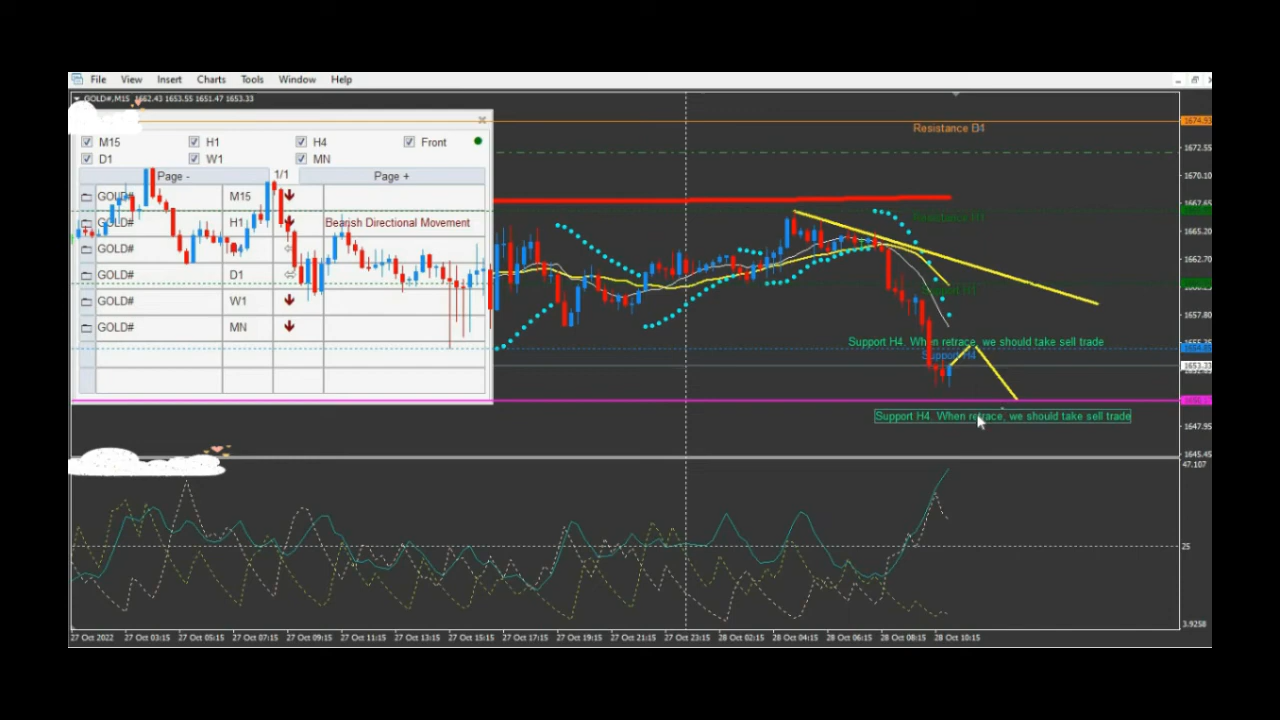 File View Insert Charts Tools Window Help
GOLD#,M15 1662.43 1653.55 1651.47 1653.33
M15 H1 H4 Front
D1 W1 MN
Page - 1/1 Page +
GOLD# M15
GOLD# H1 Bearish Directional Movement
GOLD#
GOLD# D1
GOLD# W1
GOLD# MN
Resistance D1
Resistance H1
Support H4. When retrace, we should take sell trade
Support H4
Support H4. When retrace, we should take sell trade
1674.93
1672.55
1670.10
1667.65
1665.20
1662.70
1657.80
1653.33
1647.95
1645.45
47.107
25
3.9258
27 Oct 2022 27 Oct 03:15 27 Oct 05:15 27 Oct 07:15 27 Oct 09:15 27 Oct 11:15 27 Oct 13:15 27 Oct 15:15 27 Oct 17:15 27 Oct 19:15 27 Oct 21:15 27 Oct 23:15 28 Oct 02:15 28 Oct 04:15 28 Oct 06:15 28 Oct 08:15 28 Oct 10:15